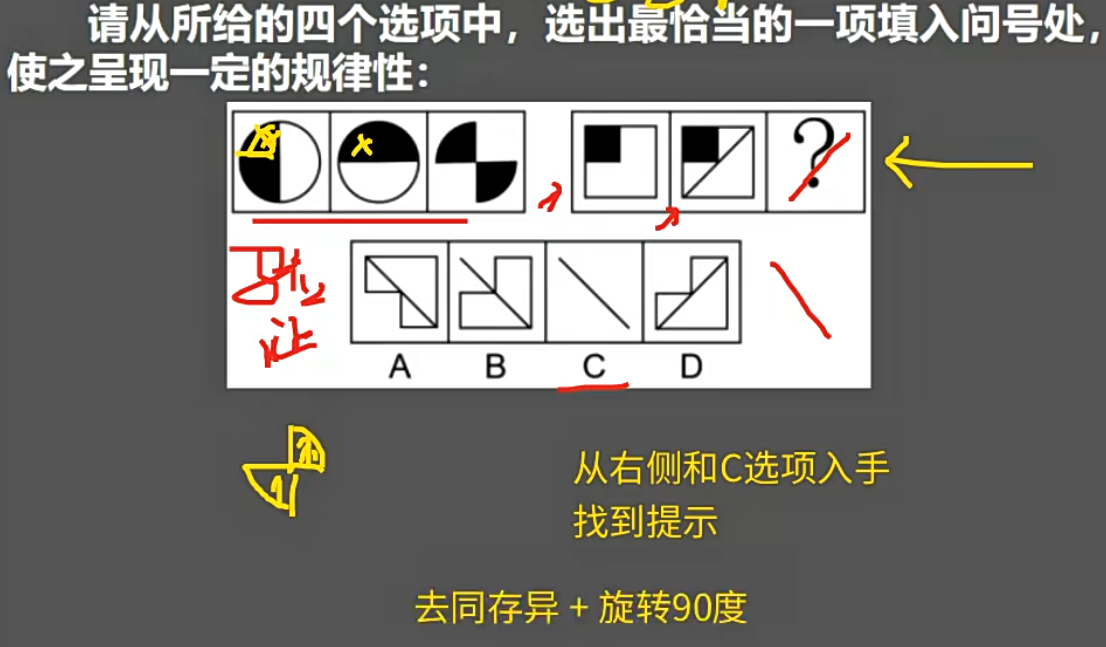 请从所给的四个选项中，选出最恰当的一项填入问号处，
使之呈现一定的规律性：
?
A B C D
从右侧和C选项入手
找到提示
去同存异 + 旋转90度